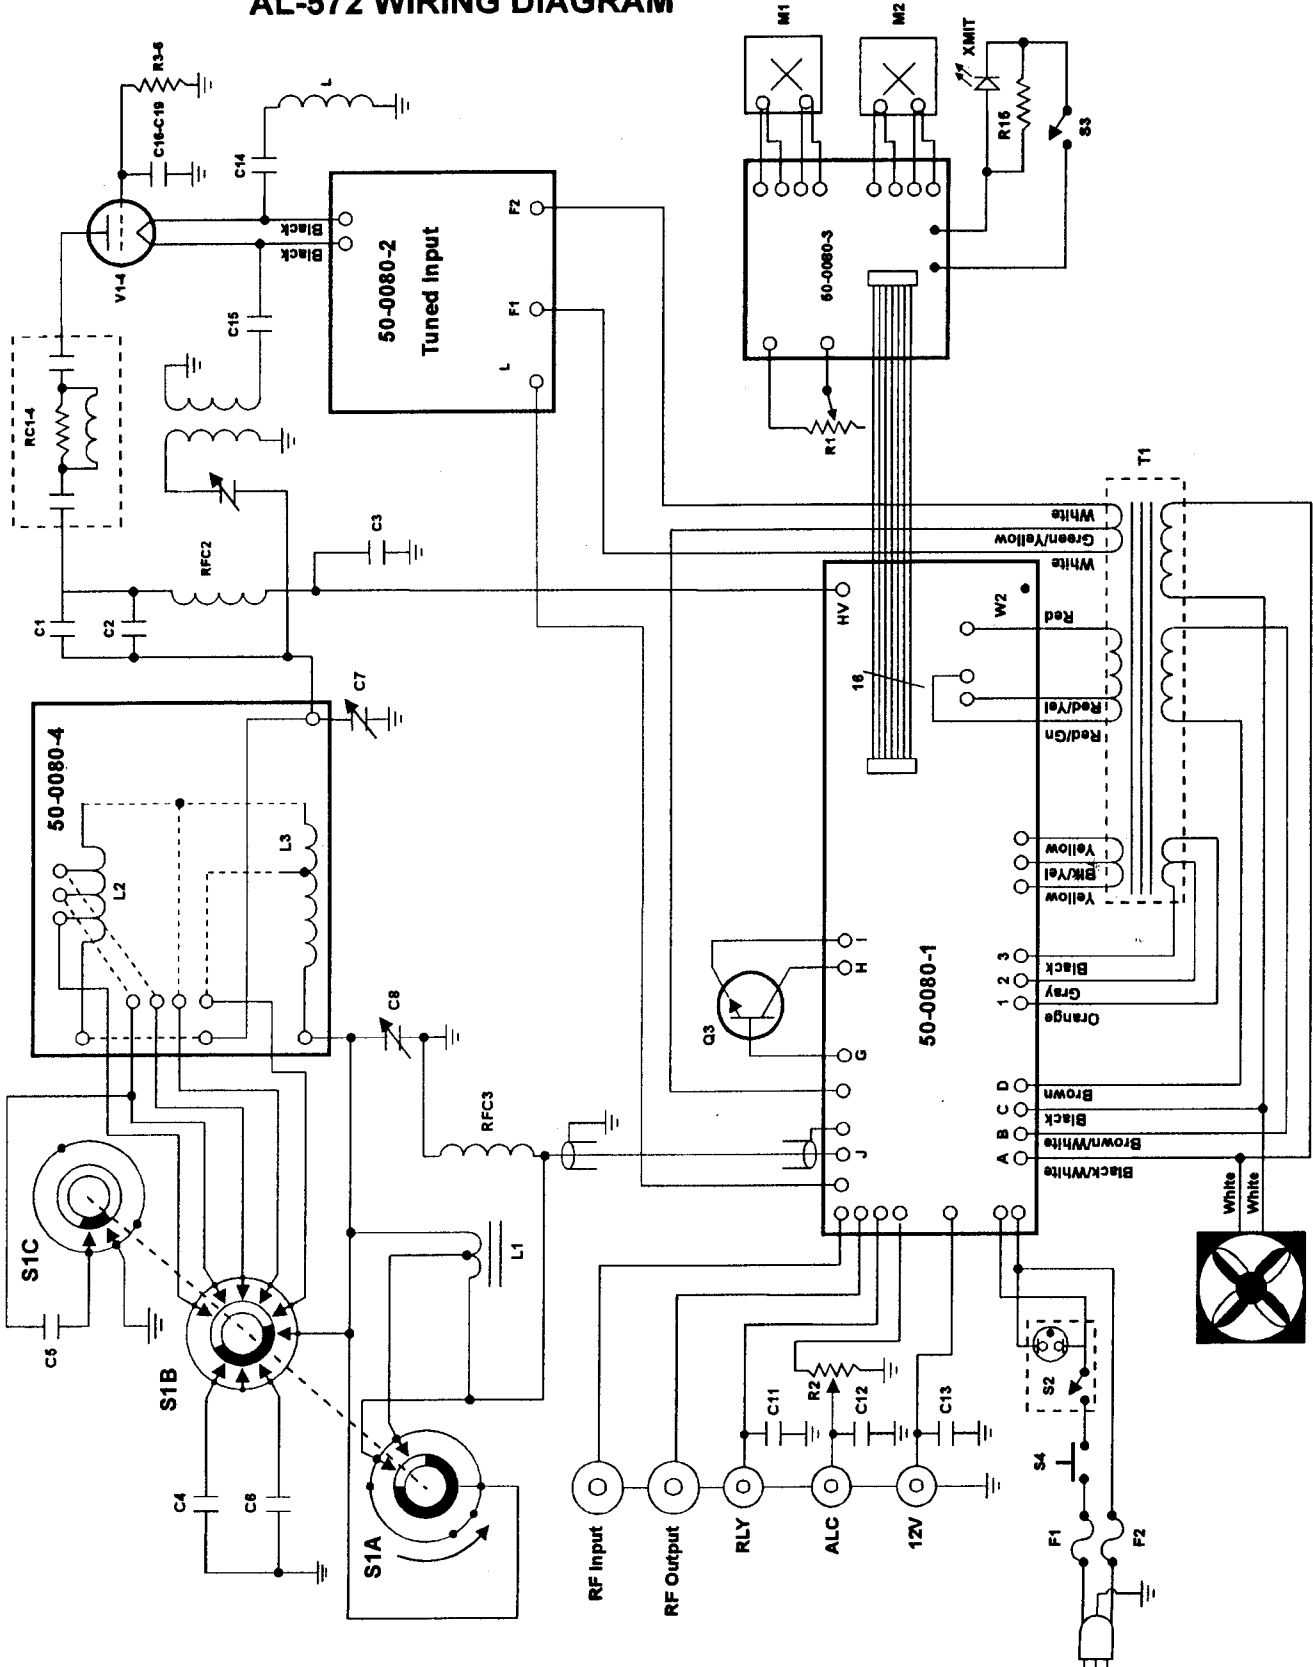 AL-572 WIRING DIAGRAM
M1
M2
XMIT
R15
S3
R3-6
C16-C19
L
C14
V1-4
Black
Black
C15
RC1-4
50-0080-2
Tuned Input
F2
F1
L
50-0080-3
R1
RFC2
C3
C1
C2
C7
50-0080-4
L2
L3
HV
W2
16
White
Green/Yellow
White
T1
Red
Red/Yel
Red/Gn
Yellow
Blk/Yel
Yellow
50-0080-1
I
H
G
J
Q3
3
2
1
Black
Gray
Orange
D
C
B
A
Brown
Black
Brown/White
Black/White
White
White
C8
RFC3
L1
S1C
C5
S1B
C4
C6
S1A
RF Input
RF Output
RLY
ALC
12V
C11
R2
C12
C13
S2
S4
F1
F2